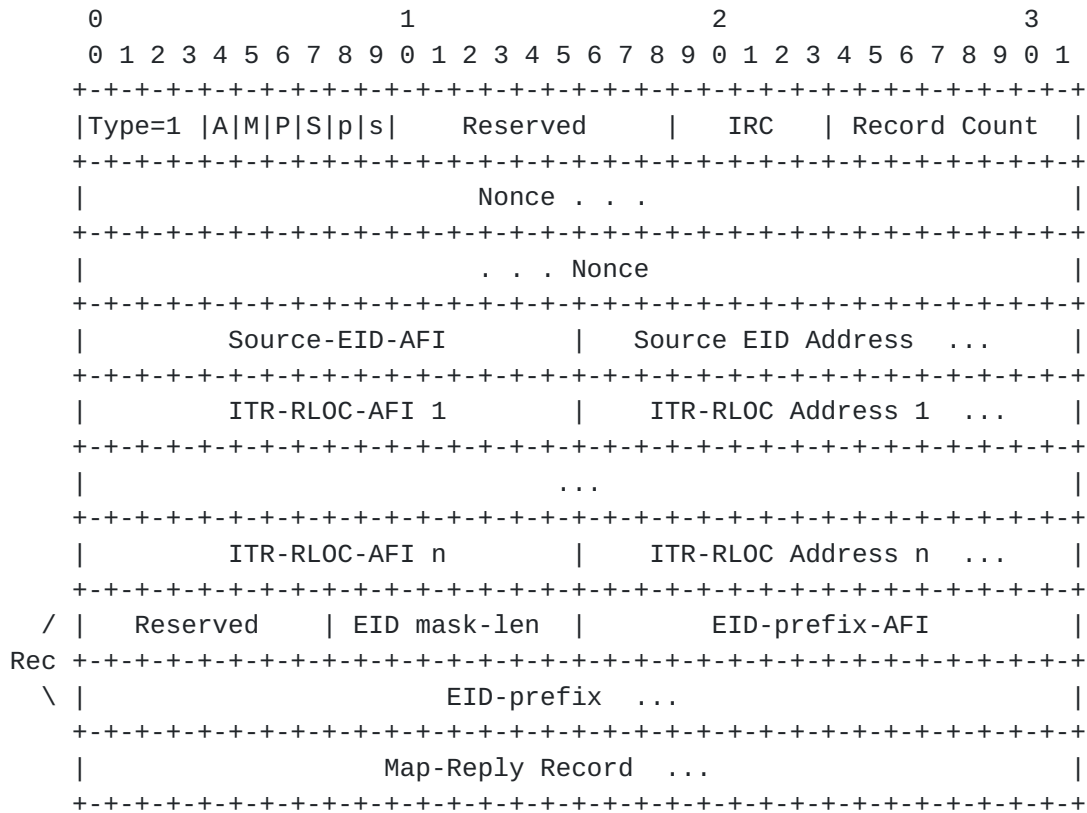 0                   1                   2                   3
        0 1 2 3 4 5 6 7 8 9 0 1 2 3 4 5 6 7 8 9 0 1 2 3 4 5 6 7 8 9 0 1
       +-+-+-+-+-+-+-+-+-+-+-+-+-+-+-+-+-+-+-+-+-+-+-+-+-+-+-+-+-+-+-+-+
       |Type=1 |A|M|P|S|p|s|    Reserved     |   IRC   | Record Count  |
       +-+-+-+-+-+-+-+-+-+-+-+-+-+-+-+-+-+-+-+-+-+-+-+-+-+-+-+-+-+-+-+-+
       |                         Nonce . . .                           |
       +-+-+-+-+-+-+-+-+-+-+-+-+-+-+-+-+-+-+-+-+-+-+-+-+-+-+-+-+-+-+-+-+
       |                         . . . Nonce                           |
       +-+-+-+-+-+-+-+-+-+-+-+-+-+-+-+-+-+-+-+-+-+-+-+-+-+-+-+-+-+-+-+-+
       |         Source-EID-AFI        |   Source EID Address  ...     |
       +-+-+-+-+-+-+-+-+-+-+-+-+-+-+-+-+-+-+-+-+-+-+-+-+-+-+-+-+-+-+-+-+
       |         ITR-RLOC-AFI 1        |    ITR-RLOC Address 1  ...    |
       +-+-+-+-+-+-+-+-+-+-+-+-+-+-+-+-+-+-+-+-+-+-+-+-+-+-+-+-+-+-+-+-+
       |                              ...                              |
       +-+-+-+-+-+-+-+-+-+-+-+-+-+-+-+-+-+-+-+-+-+-+-+-+-+-+-+-+-+-+-+-+
       |         ITR-RLOC-AFI n        |    ITR-RLOC Address n  ...    |
       +-+-+-+-+-+-+-+-+-+-+-+-+-+-+-+-+-+-+-+-+-+-+-+-+-+-+-+-+-+-+-+-+
     / |   Reserved    | EID mask-len  |        EID-prefix-AFI         |
   Rec +-+-+-+-+-+-+-+-+-+-+-+-+-+-+-+-+-+-+-+-+-+-+-+-+-+-+-+-+-+-+-+-+
     \ |                       EID-prefix  ...                         |
       +-+-+-+-+-+-+-+-+-+-+-+-+-+-+-+-+-+-+-+-+-+-+-+-+-+-+-+-+-+-+-+-+
       |                   Map-Reply Record  ...                       |
       +-+-+-+-+-+-+-+-+-+-+-+-+-+-+-+-+-+-+-+-+-+-+-+-+-+-+-+-+-+-+-+-+